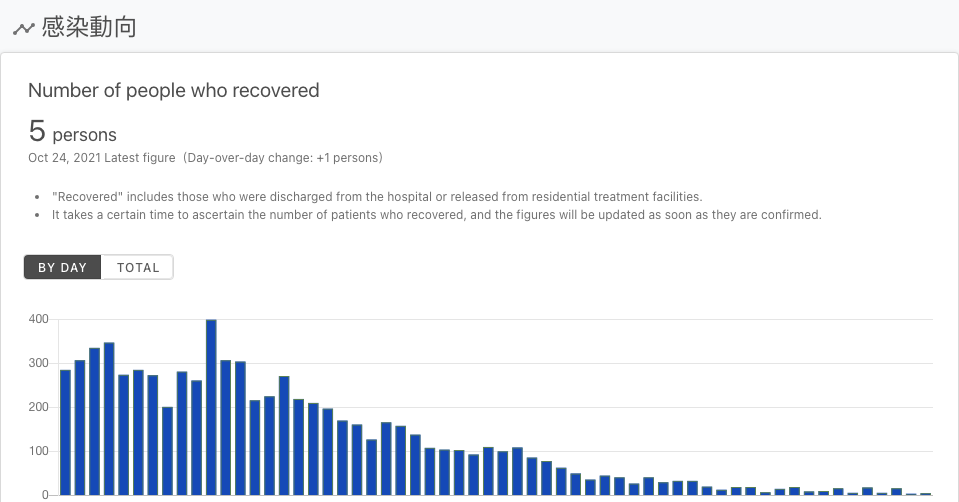 感染動向
Number of people who recovered
5 persons
Oct 24, 2021 Latest figure (Day-over-day change: +1 persons)
"Recovered" includes those who were discharged from the hospital or released from residential treatment facilities.
It takes a certain time to ascertain the number of patients who recovered, and the figures will be updated as soon as they are confirmed.
BY DAY TOTAL
400
300
200
100
0